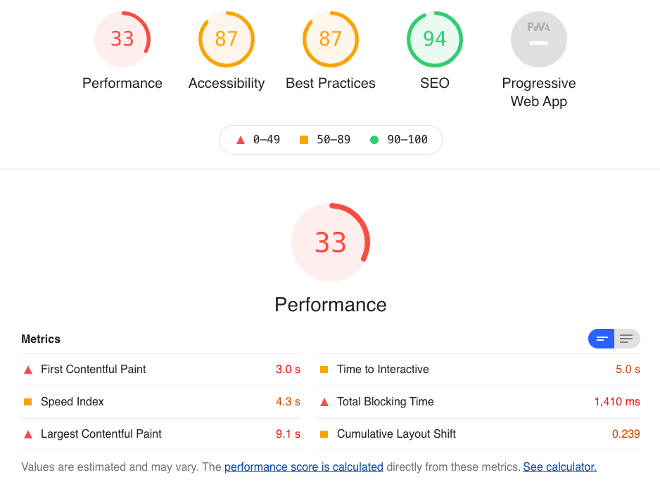 33 87 87 94 PWA
Performance Accessibility Best Practices SEO Progressive
Web App
0–49 50–89 90–100
33
Performance
Metrics
First Contentful Paint 3.0 s Time to Interactive 5.0 s
Speed Index 4.3 s Total Blocking Time 1,410 ms
Largest Contentful Paint 9.1 s Cumulative Layout Shift 0.239
Values are estimated and may vary. The performance score is calculated directly from these metrics. See calculator.